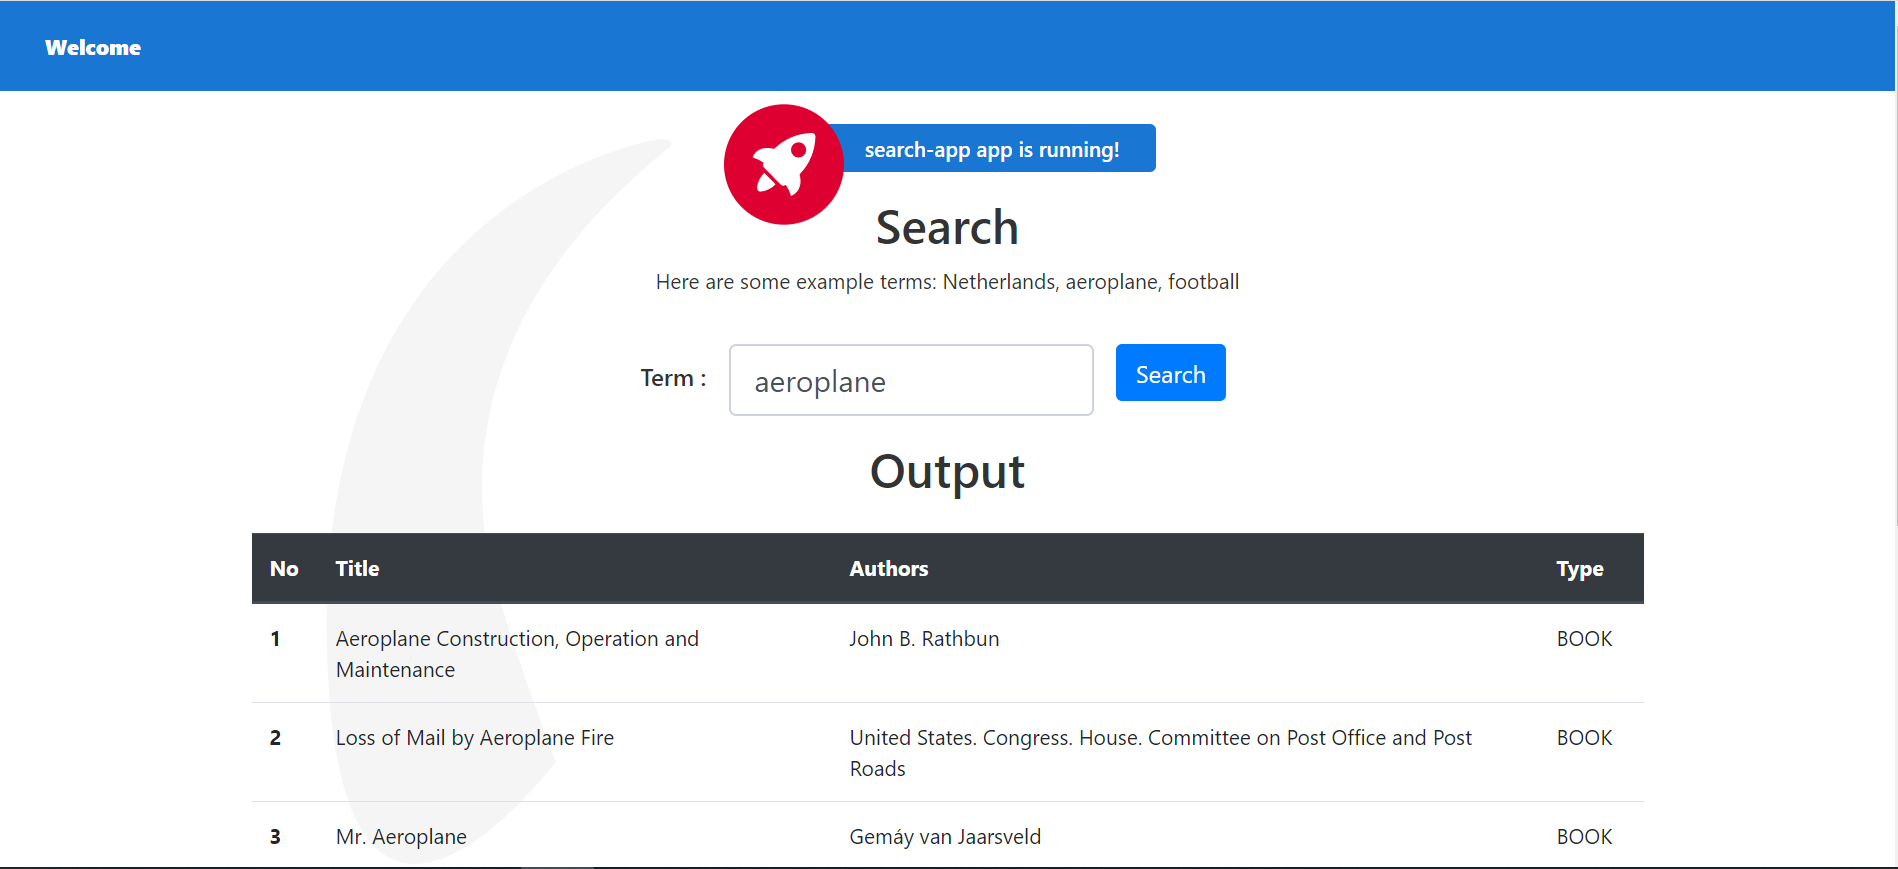 Welcome
search-app app is running!
Search
Here are some example terms: Netherlands, aeroplane, football
Term :
aeroplane
Search
Output
No Title Authors Type
1 Aeroplane Construction, Operation and John B. Rathbun BOOK
Maintenance
2 Loss of Mail by Aeroplane Fire United States. Congress. House. Committee on Post Office and Post BOOK
Roads
3 Mr. Aeroplane Gemáy van Jaarsveld BOOK